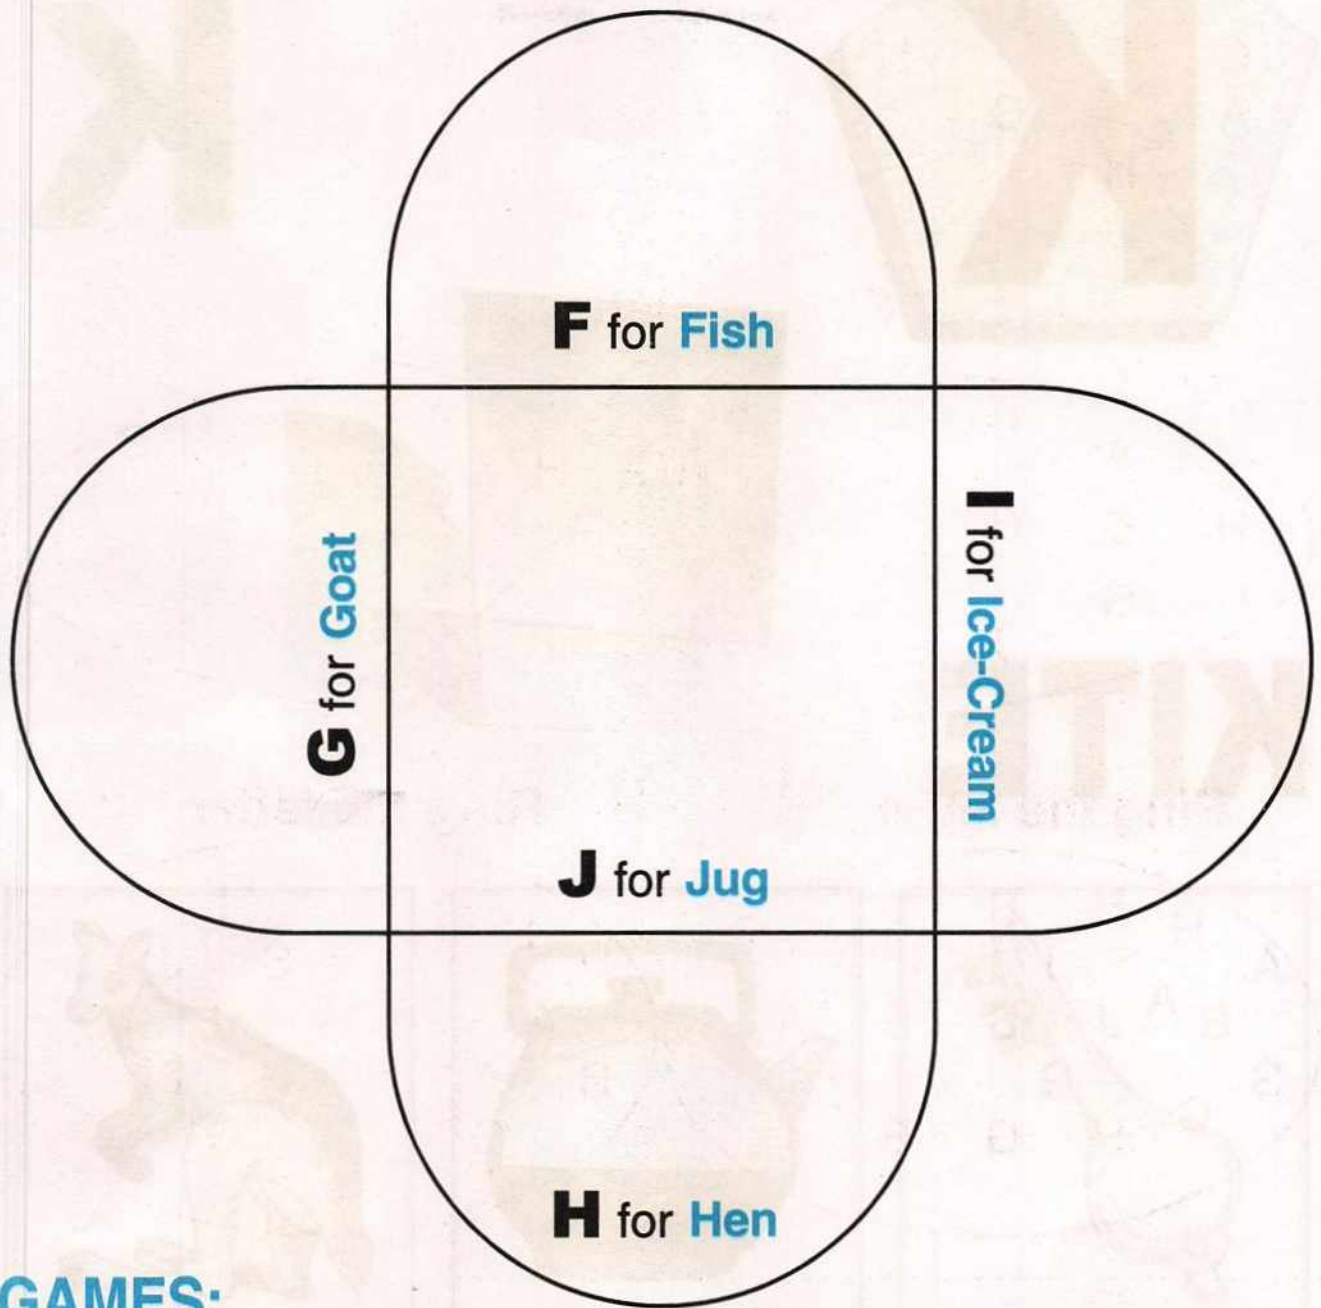 F for Fish
G for Goat
I for Ice-Cream
J for Jug
H for Hen
GAMES: